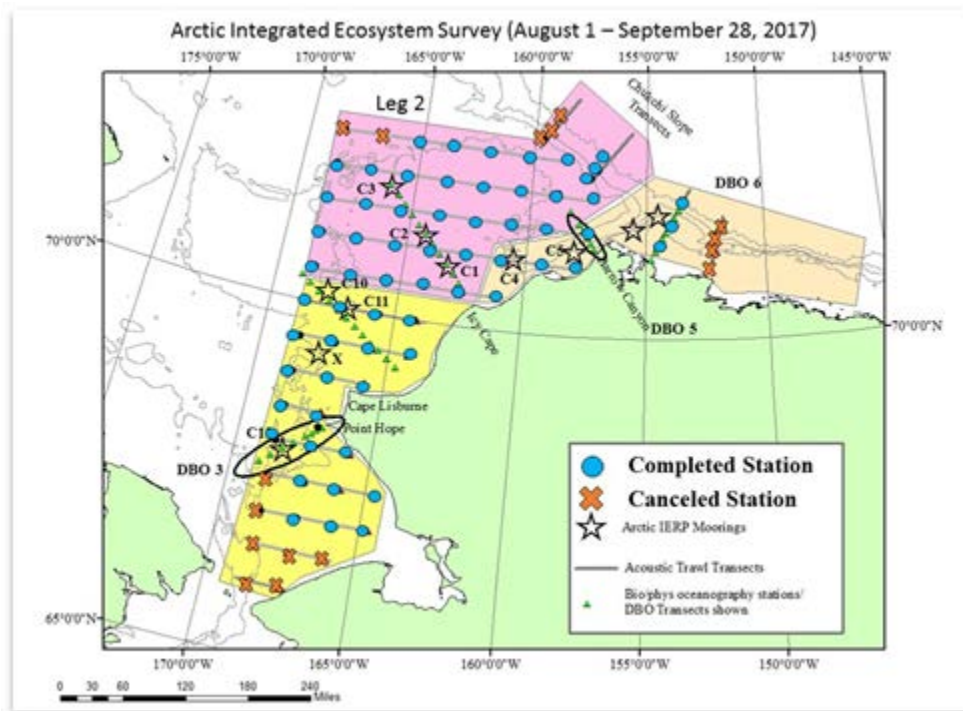 Arctic Integrated Ecosystem Survey (August 1 – September 28, 2017)
175°0'0"W
170°0'0"W
165°0'0"W
160°0'0"W
155°0'0"W
150°0'0"W
145°0'0"W
Leg 2
Chukchi Slope
Transects
DBO 6
C3
C2
C1
C4
C5
70°0'0"N
C10
C11
Barrow Canyon
DBO 5
70°0'0"N
Icy Cape
X
Cape Lisburne
Point Hope
DBO 3
Completed Station
Canceled Station
Arctic IERP Moorings
Acoustic Trawl Transects
Bio/phys oceanography stations/
DBO Transects shown
65°0'0"N
170°0'0"W
165°0'0"W
160°0'0"W
155°0'0"W
150°0'0"W
0 30 60 120 180 240
Miles